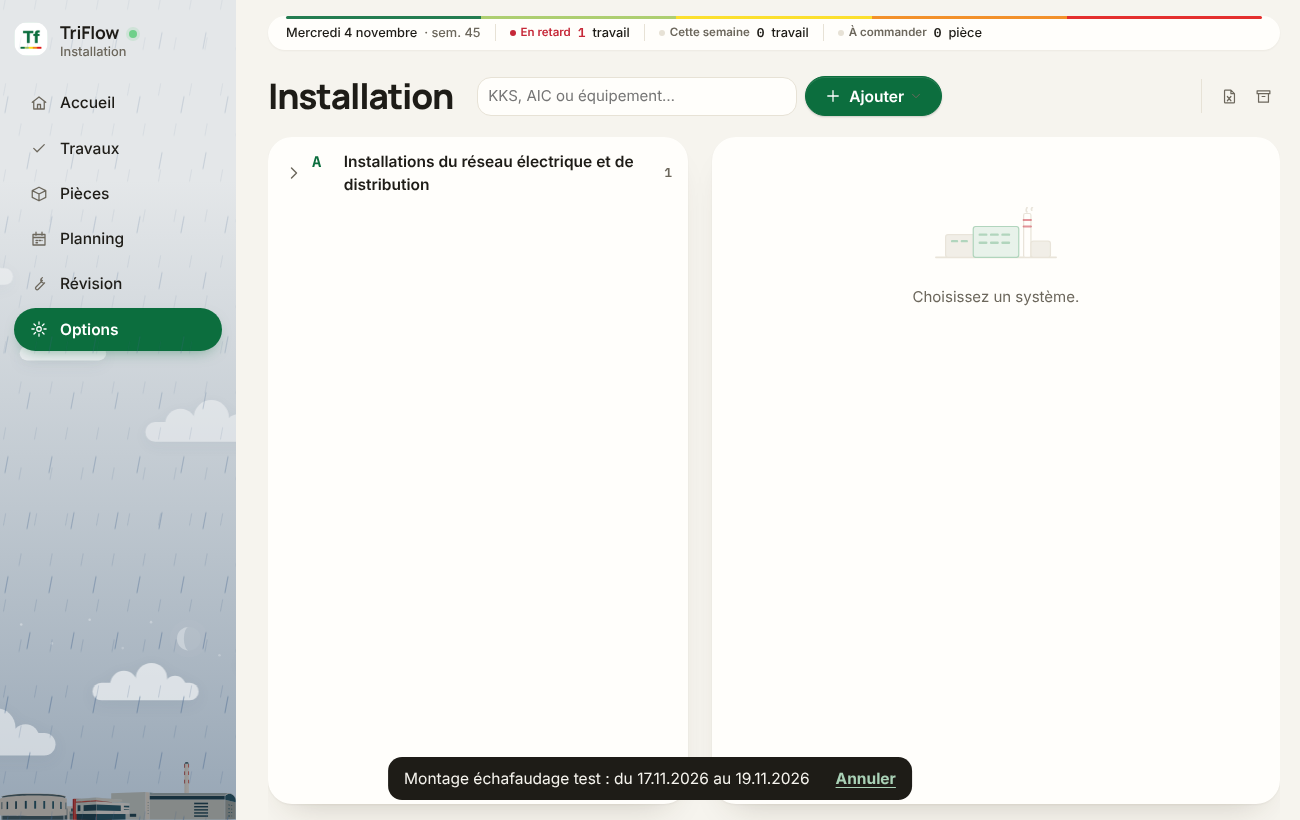 Tf
TriFlow
Installation
Accueil
Travaux
Pièces
Planning
Révision
Options
Mercredi 4 novembre · sem. 45
En retard 1 travail
Cette semaine 0 travail
À commander 0 pièce
Installation
KKS, AIC ou équipement...
Ajouter
A Installations du réseau électrique et de
distribution
1
Choisissez un système.
Montage échafaudage test : du 17.11.2026 au 19.11.2026 Annuler